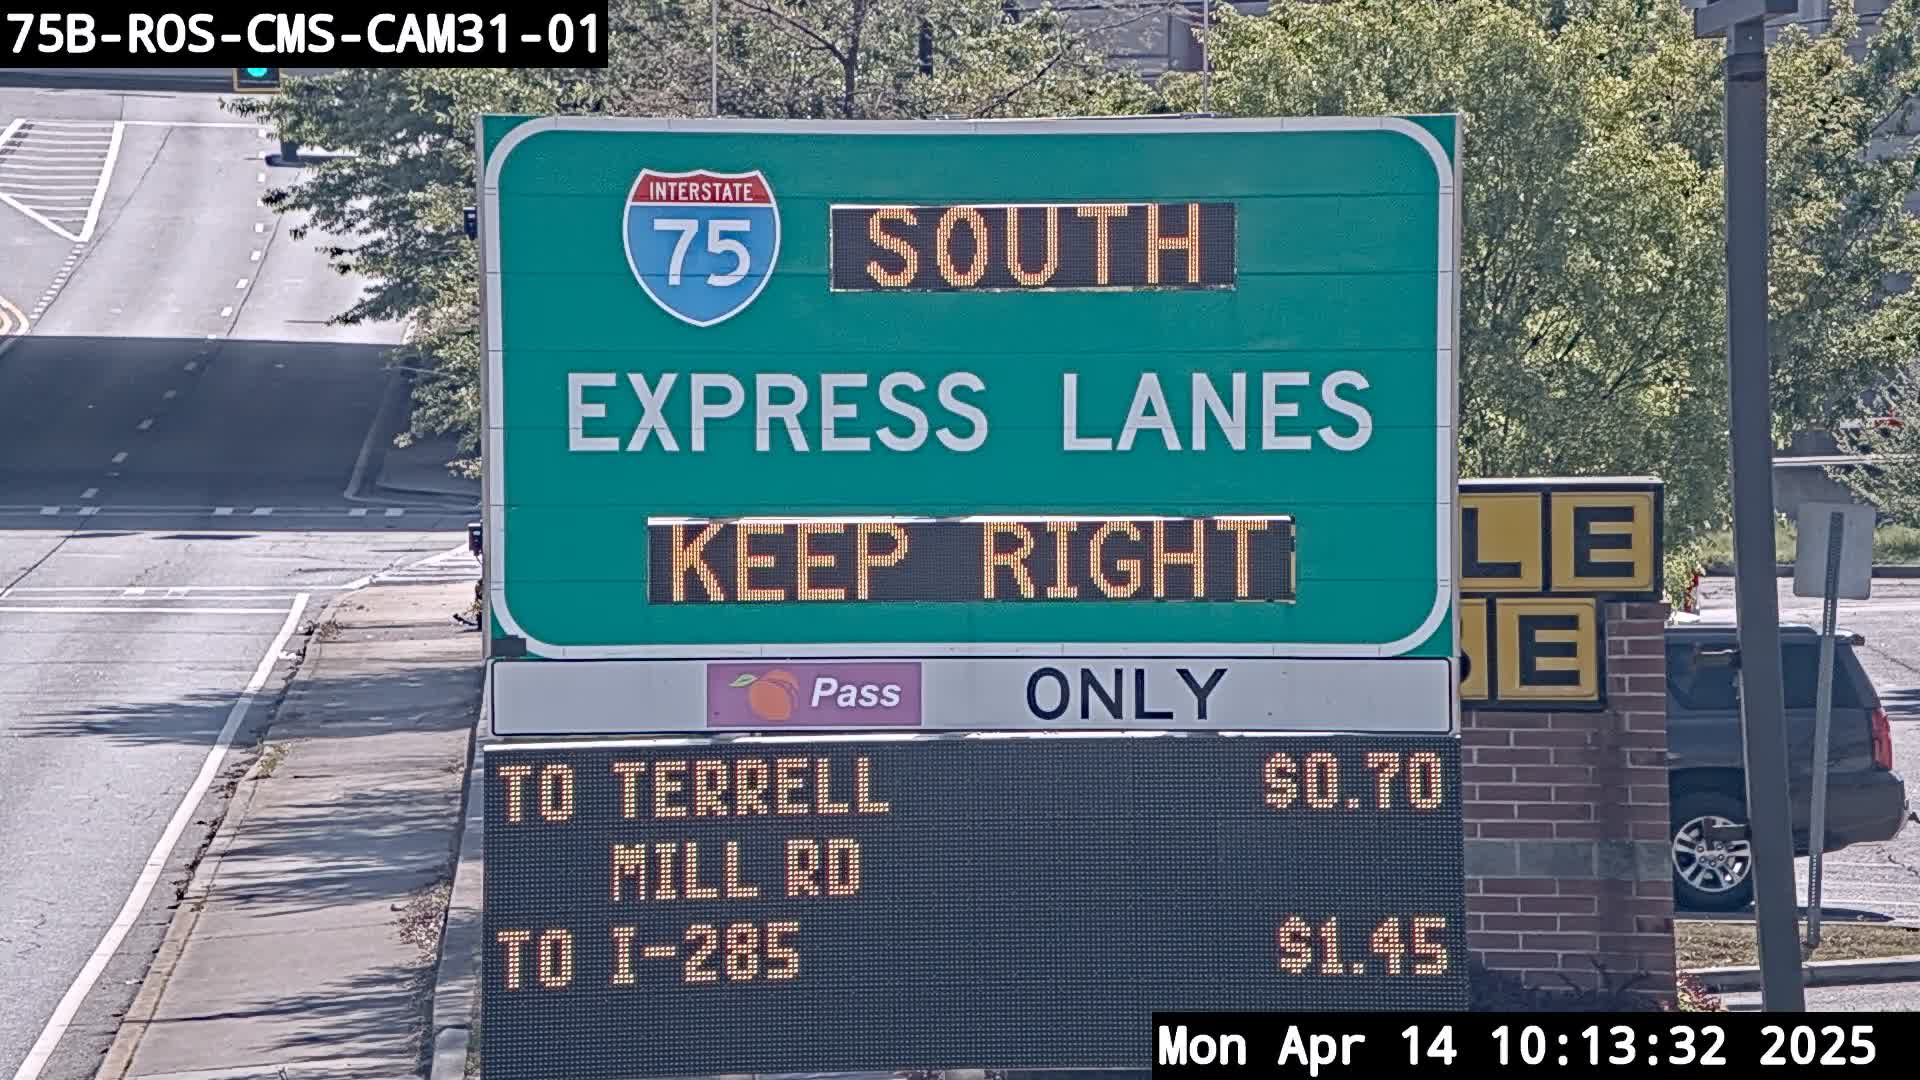 75B-ROS-CMS-CAM31-01
INTERSTATE
75
SOUTH
EXPRESS LANES
KEEP RIGHT
Pass
ONLY
TO TERRELL $0.70
MILL RD
TO I-285 $1.45
LE
E
Mon Apr 14 10:13:32 2025